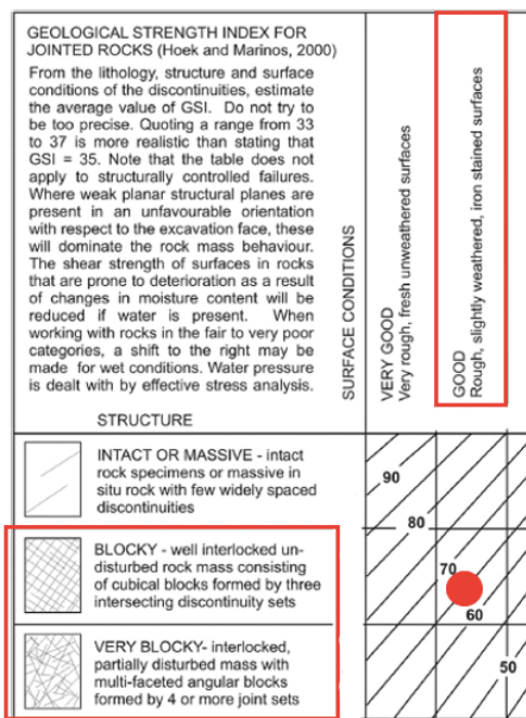 GEOLOGICAL STRENGTH INDEX FOR
JOINTED ROCKS (Hoek and Marinos, 2000)
From the lithology, structure and surface
conditions of the discontinuities, estimate
the average value of GSI. Do not try to
be too precise. Quoting a range from 33
to 37 is more realistic than stating that
GSI = 35. Note that the table does not
apply to structurally controlled failures.
Where weak planar structural planes are
present in an unfavourable orientation
with respect to the excavation face, these
will dominate the rock mass behaviour.
The shear strength of surfaces in rocks
that are prone to deterioration as a result
of changes in moisture content will be
reduced if water is present. When
working with rocks in the fair to very poor
categories, a shift to the right may be
made for wet conditions. Water pressure
is dealt with by effective stress analysis.
STRUCTURE
SURFACE CONDITIONS
VERY GOOD
Very rough, fresh unweathered surfaces
GOOD
Rough, slightly weathered, iron stained surfaces
INTACT OR MASSIVE - intact
rock specimens or massive in
situ rock with few widely spaced
discontinuities
90
80
BLOCKY - well interlocked un-
disturbed rock mass consisting
of cubical blocks formed by three
intersecting discontinuity sets
70
60
VERY BLOCKY- interlocked,
partially disturbed mass with
multi-faceted angular blocks
formed by 4 or more joint sets
50